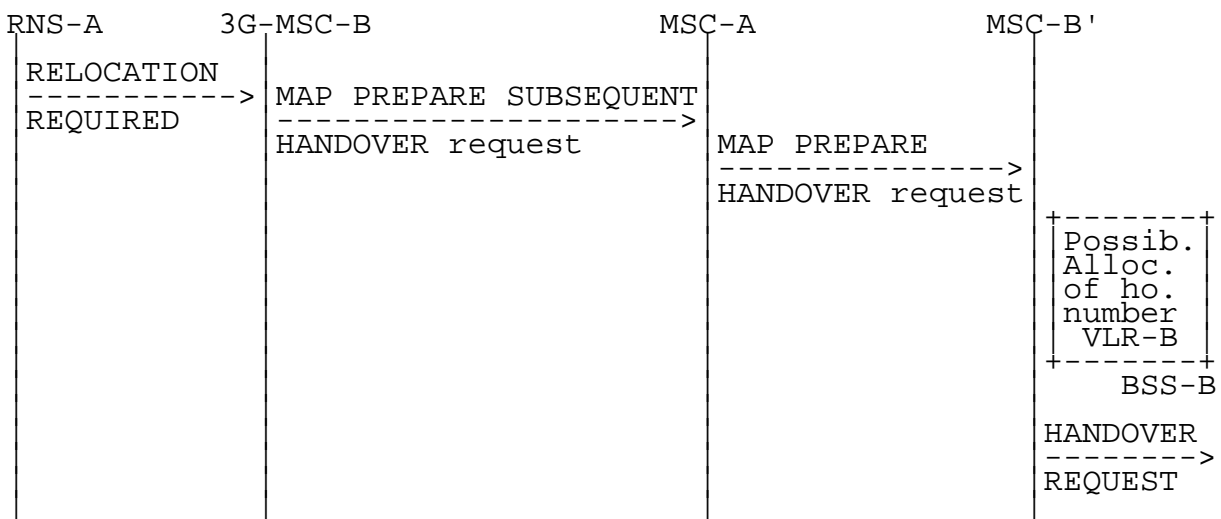 RNS-A 3G-MSC-B MSC-A MSC-B'
RELOCATION
REQUIRED
MAP PREPARE SUBSEQUENT
HANDOVER request
MAP PREPARE
HANDOVER request
Possib.
Alloc.
of ho.
number
VLR-B
BSS-B
HANDOVER
REQUEST